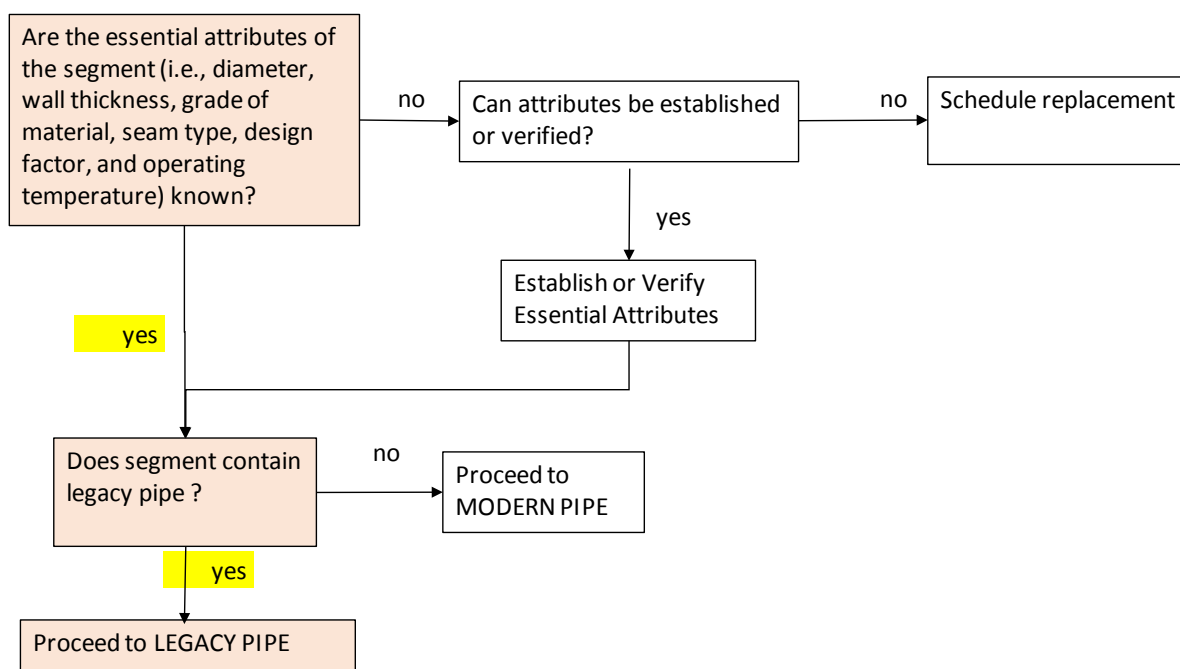 Are the essential attributes of
the segment (i.e., diameter,
wall thickness, grade of
material, seam type, design
factor, and operating
temperature) known?
no
Can attributes be established
or verified?
no
Schedule replacement
yes
Establish or Verify
Essential Attributes
yes
Does segment contain
legacy pipe ?
no
Proceed to
MODERN PIPE
yes
Proceed to LEGACY PIPE